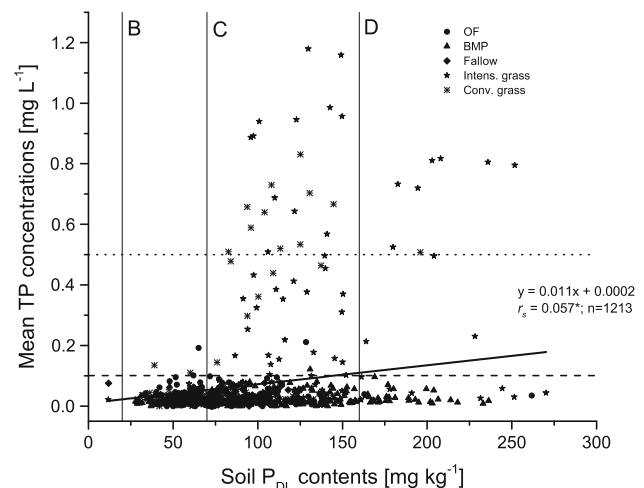 B
C
D
OF
BMP
Fallow
Intens. grass
Conv. grass
1.2
1.0
0.8
0.6
0.4
0.2
0.0
Mean TP concentrations [mg L⁻¹]
y = 0.011x + 0.0002
rₛ = 0.057*; n=1213
0
50
100
150
200
250
300
Soil P_DL contents [mg kg⁻¹]